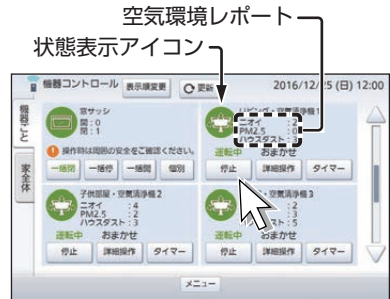 空気環境レポート
状態表示アイコン
機器コントロール 表示順変更 更新 2016/12/25 (日) 12:00
機器ごと
家全体
窓サッシ
開:0
閉:1
操作時は周囲の安全をご確認ください。
一括閉 一括停 一括開 個別
リビング・空気清浄機1
ニオイ :2
PM2.5 :0
ハウスダスト:3
運転中 おまかせ
停止 詳細操作 タイマー
子供部屋・空気清浄機2
ニオイ :4
PM2.5 :2
ハウスダスト:1
運転中 おまかせ
停止 詳細操作 タイマー
・空気清浄機3
:2
:3
ハウスダスト:5
おまかせ
停止 詳細操作 タイマー
メニュー